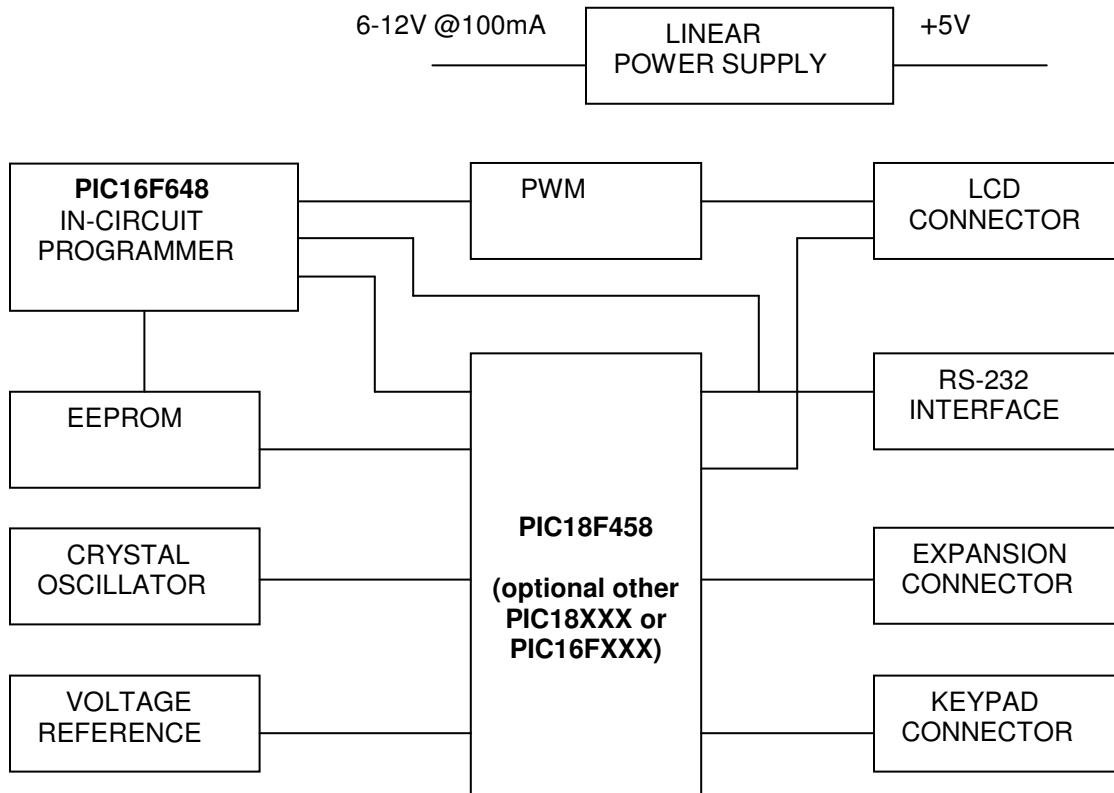 6-12V @100mA
LINEAR
POWER SUPPLY
+5V
PIC16F648
IN-CIRCUIT
PROGRAMMER
PWM
LCD
CONNECTOR
EEPROM
RS-232
INTERFACE
CRYSTAL
OSCILLATOR
PIC18F458
(optional other
PIC18XXX or
PIC16FXXX)
EXPANSION
CONNECTOR
VOLTAGE
REFERENCE
KEYPAD
CONNECTOR